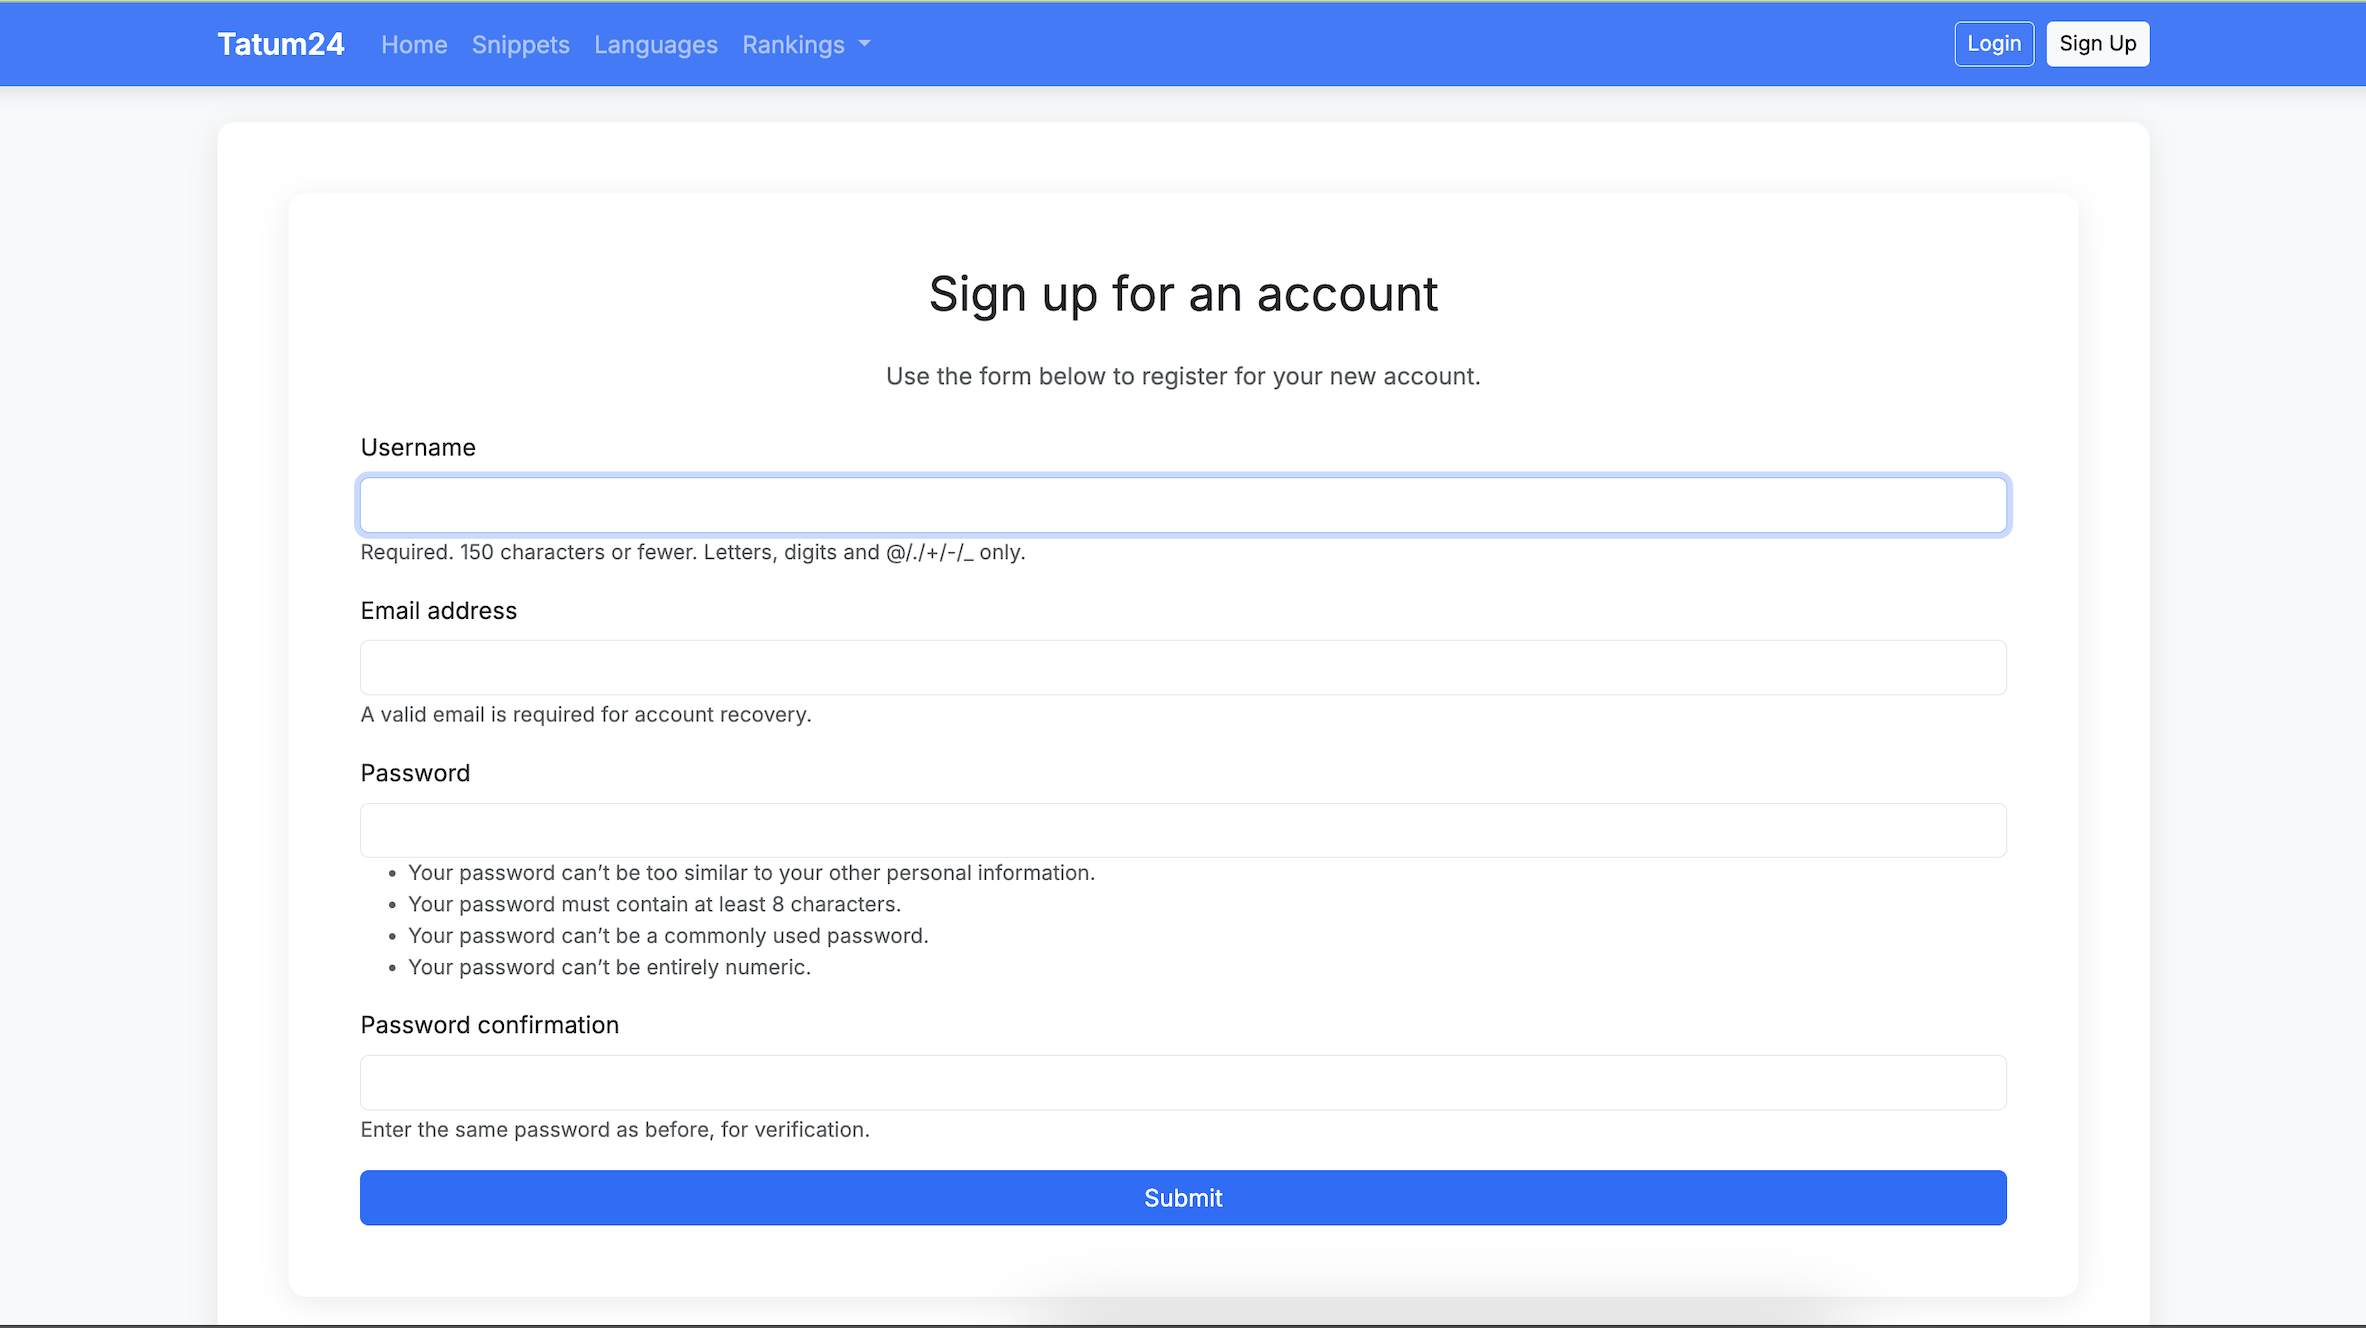 Tatum24 Home Snippets Languages Rankings Login Sign Up
Sign up for an account
Use the form below to register for your new account.
Username
Required. 150 characters or fewer. Letters, digits and @/./+/-/_ only.
Email address
A valid email is required for account recovery.
Password
• Your password can’t be too similar to your other personal information.
• Your password must contain at least 8 characters.
• Your password can’t be a commonly used password.
• Your password can’t be entirely numeric.
Password confirmation
Enter the same password as before, for verification.
Submit